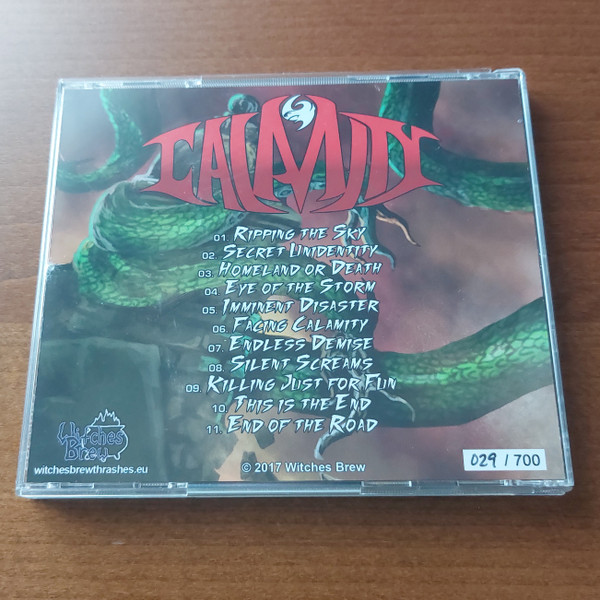 CALAMITY
01. RIPPING THE SKY
02. SECRET UNIDENTITY
03. HOMELAND OR DEATH
04. EYE OF THE STORM
05. IMMINENT DISASTER
06. FACING CALAMITY
07. ENDLESS DEMISE
08. SILENT SCREAMS
09. KILLING JUST FOR FUN
10. THIS IS THE END
11. END OF THE ROAD
Witches
Brew
witchesbrewthrashes.eu
© 2017 Witches Brew
029 / 700